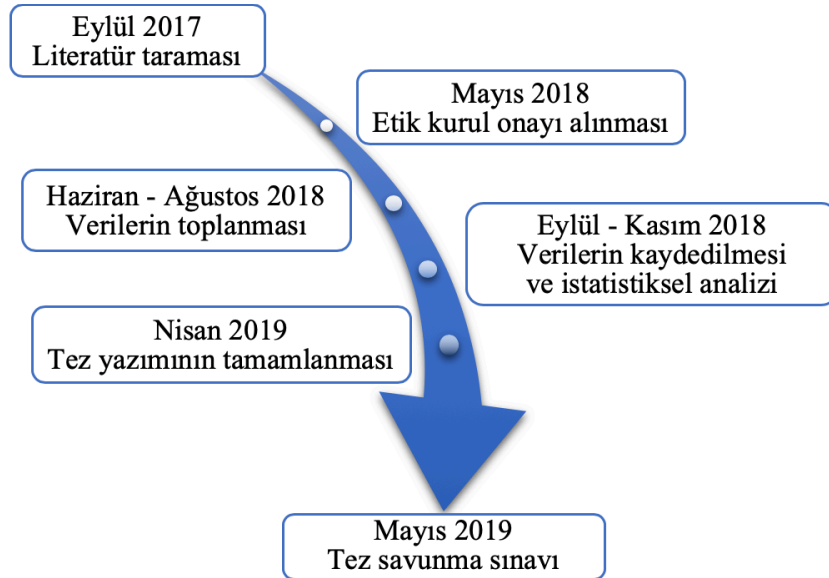 Eylül 2017
Literatür taraması
Mayıs 2018
Etik kurul onayı alınması
Haziran - Ağustos 2018
Verilerin toplanması
Eylül - Kasım 2018
Verilerin kaydedilmesi
ve istatistiksel analizi
Nisan 2019
Tez yazımının tamamlanması
Mayıs 2019
Tez savunma sınavı